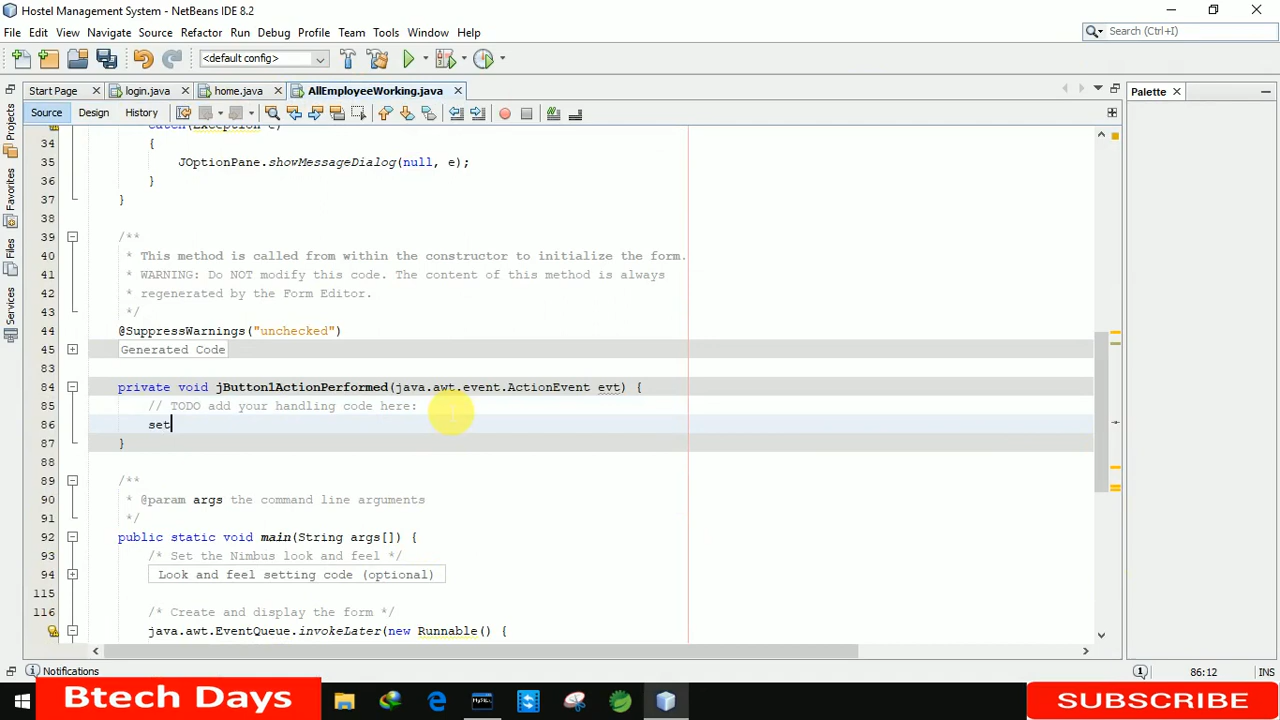 Hostel Management System - NetBeans IDE 8.2
File Edit View Navigate Source Refactor Run Debug Profile Team Tools Window Help
Search (Ctrl+I)
<default config>
Start Page login.java home.java AllEmployeeWorking.java
Palette
Source Design History
Projects
Favorites
Files
Services
catch(Exception e)
34 {
35 JOptionPane.showMessageDialog(null, e);
36 }
37 }
38
39 /**
40 * This method is called from within the constructor to initialize the form.
41 * WARNING: Do NOT modify this code. The content of this method is always
42 * regenerated by the Form Editor.
43 */
44 @SuppressWarnings("unchecked")
45 Generated Code
83
84 private void jButton1ActionPerformed(java.awt.event.ActionEvent evt) {
85 // TODO add your handling code here:
86 set
87 }
88
89 /**
90 * @param args the command line arguments
91 */
92 public static void main(String args[]) {
93 /* Set the Nimbus look and feel */
94 Look and feel setting code (optional)
115
116 /* Create and display the form */
java.awt.EventQueue.invokeLater(new Runnable() {
Notifications
86:12 INS
Btech Days
SUBSCRIBE